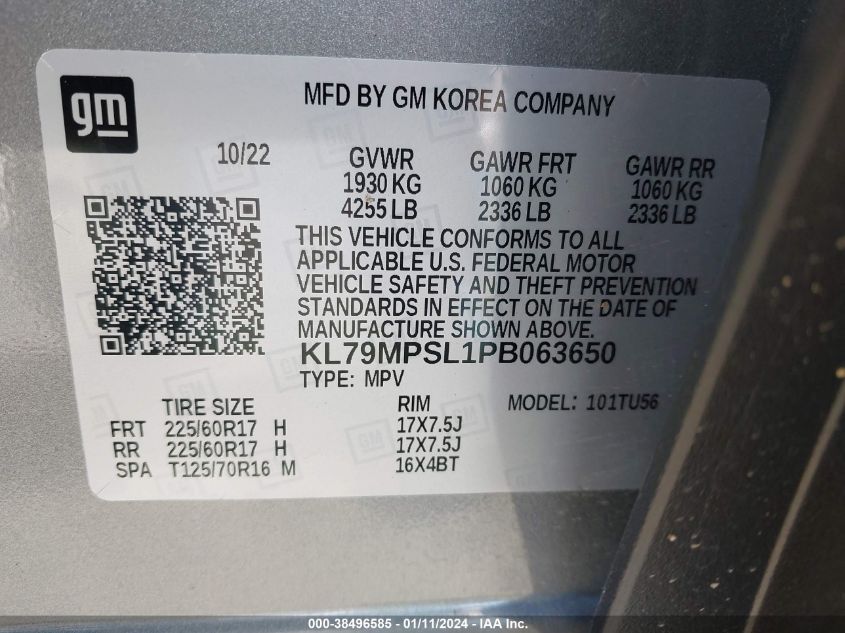 gm
MFD BY GM KOREA COMPANY
10/22
GVWR GAWR FRT GAWR RR
1930 KG 1060 KG 1060 KG
4255 LB 2336 LB 2336 LB
THIS VEHICLE CONFORMS TO ALL
APPLICABLE U.S. FEDERAL MOTOR
VEHICLE SAFETY AND THEFT PREVENTION
STANDARDS IN EFFECT ON THE DATE OF
MANUFACTURE SHOWN ABOVE.
KL79MPSL1PB063650
TYPE: MPV
TIRE SIZE RIM MODEL: 101TU56
FRT 225/60R17 H 17X7.5J
RR 225/60R17 H 17X7.5J
SPA T125/70R16 M 16X4BT
000-38496585 - 01/11/2024 - IAA Inc.